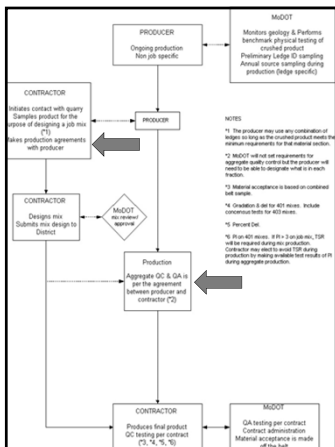 PRODUCER
Ongoing production
Non job specific
MoDOT
Monitors geology & Performs
benchmark physical testing of
crushed product
Preliminary Ledge ID sampling
Annual source sampling during
production (ledge specific)
CONTRACTOR
Initiates contact with quarry
Samples product for the
purpose of designing a job mix
(*1)
Makes production agreements
with producer
PRODUCER
NOTES
*1 The producer may use any combination of
ledges so long as the crushed product meets the
minimum requirements for that material section.
*2 MoDOT will not set requirements for
aggregate quality control but the producer will
need to be able to designate what is in each
fraction.
*3 Material acceptance is based on combined
belt sample.
*4 Gradation & del for 401 mixes. Include
concensus tests for 403 mixes.
*5 Percent Del.
*6 PI on 401 mixes. If PI = 3 on job mix, TSR
will be required during mix production.
Contractor may elect to avoid TSR during
production by making available test results of PI
during aggregate production.
CONTRACTOR
Designs mix
Submits mix design to
District
MoDOT
mix review/
approval
Production
Aggregate QC & QA is
per the agreement
between producer and
contractor (*2)
CONTRACTOR
Produces final product
QC testing per contract
(*3, *4, *5, *6)
MoDOT
QA testing per contract
Contract administration
Material acceptance is made
off the belt